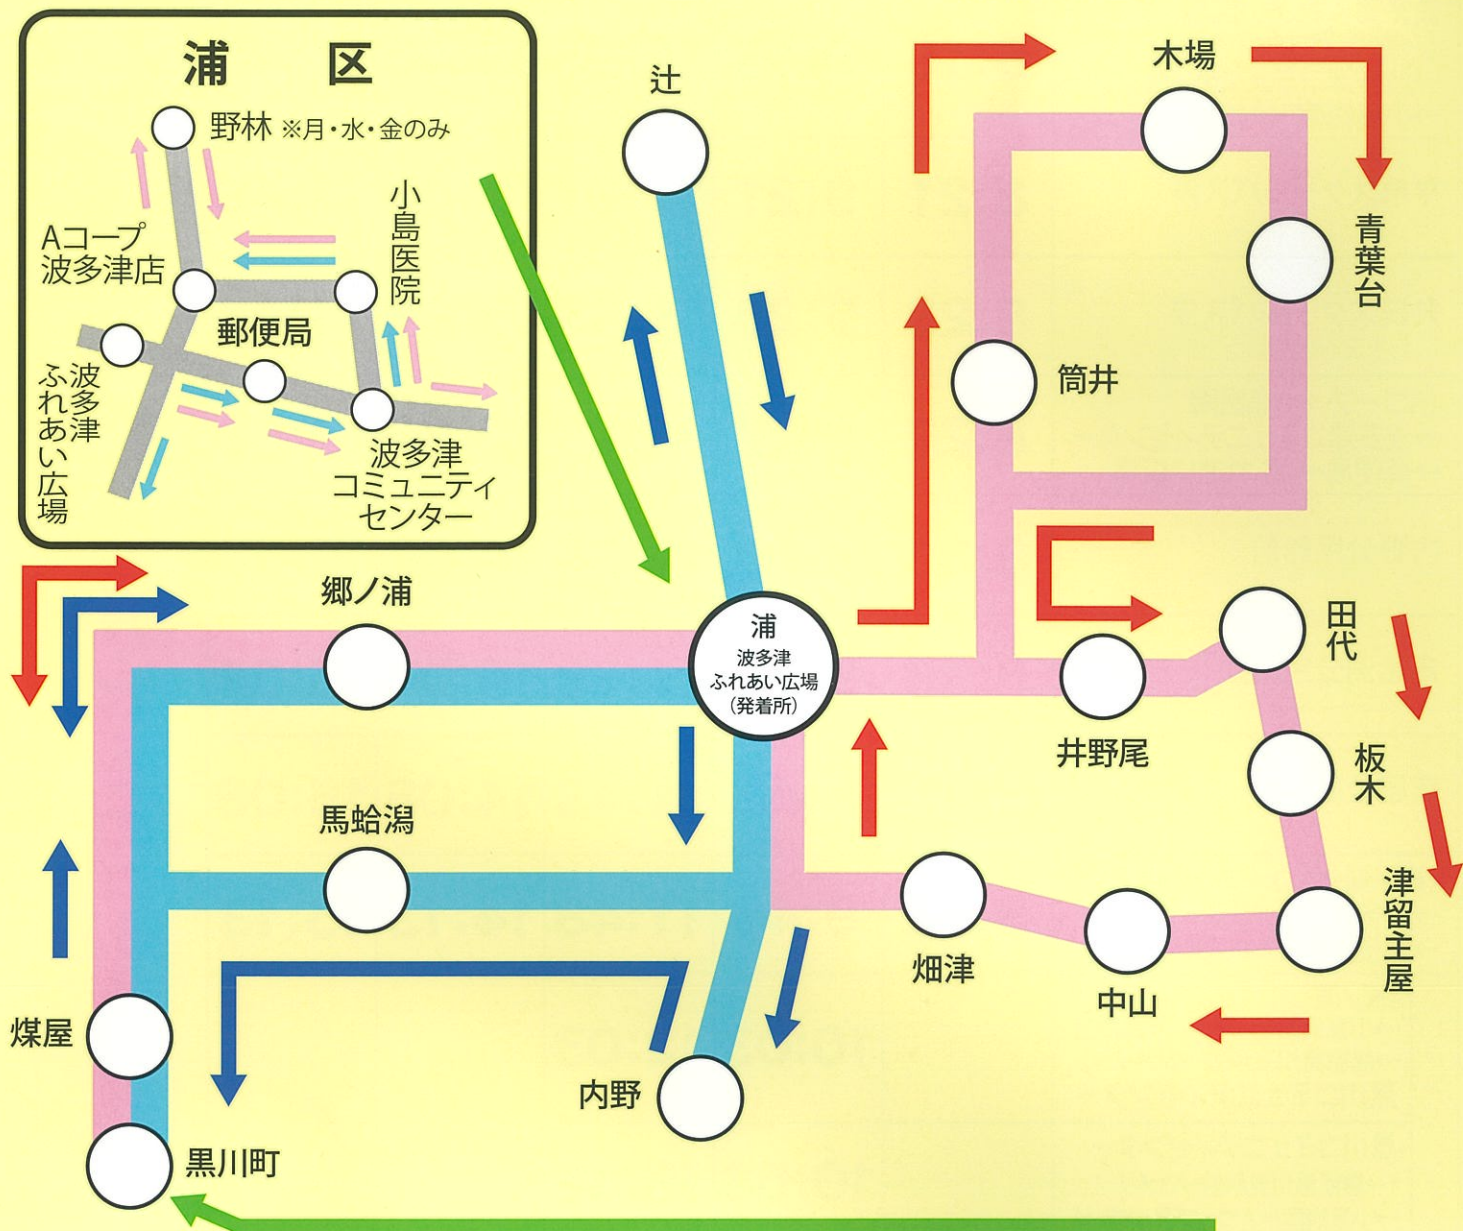 浦 区
野林 ※月・水・金のみ
小島医院
Aコープ
波多津店
郵便局
波多津
ふれあい広場
波多津
コミュニティ
センター
辻
木場
青葉台
筒井
郷ノ浦
浦
波多津
ふれあい広場
(発着所)
田代
井野尾
板木
馬蛤潟
津留主屋
畑津
中山
煤屋
内野
黒川町